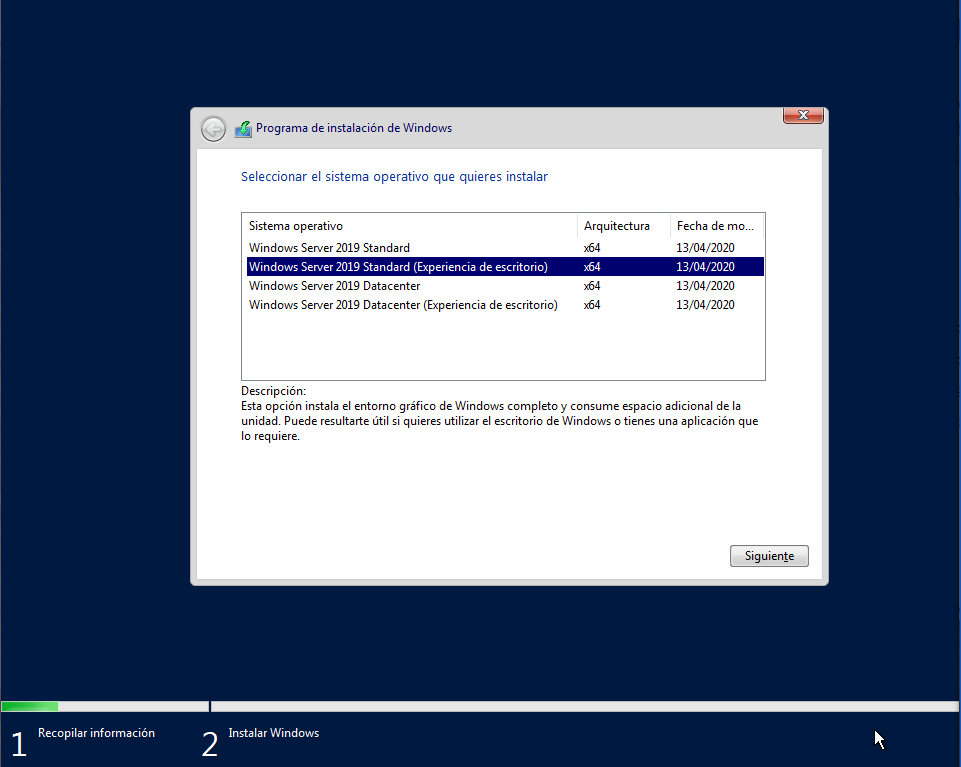 Programa de instalación de Windows
Seleccionar el sistema operativo que quieres instalar
Sistema operativo Arquitectura Fecha de mo...
Windows Server 2019 Standard x64 13/04/2020
Windows Server 2019 Standard (Experiencia de escritorio) x64 13/04/2020
Windows Server 2019 Datacenter x64 13/04/2020
Windows Server 2019 Datacenter (Experiencia de escritorio) x64 13/04/2020
Descripción:
Esta opción instala el entorno gráfico de Windows completo y consume espacio adicional de la
unidad. Puede resultarte útil si quieres utilizar el escritorio de Windows o tienes una aplicación que
lo requiere.
Siguiente
1 Recopilar información 2 Instalar Windows